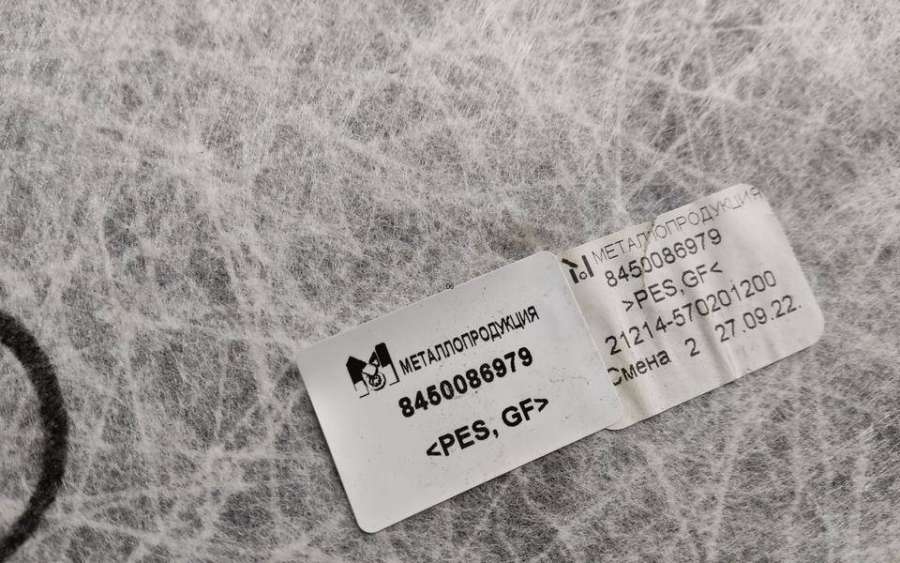 МЕТАЛЛОПРОДУКЦИЯ
8450086979
<PES, GF>
МЕТАЛЛОПРОДУКЦИЯ
8450086979
>PES,GF<
21214-570201200
Смена 2 27.09.22.